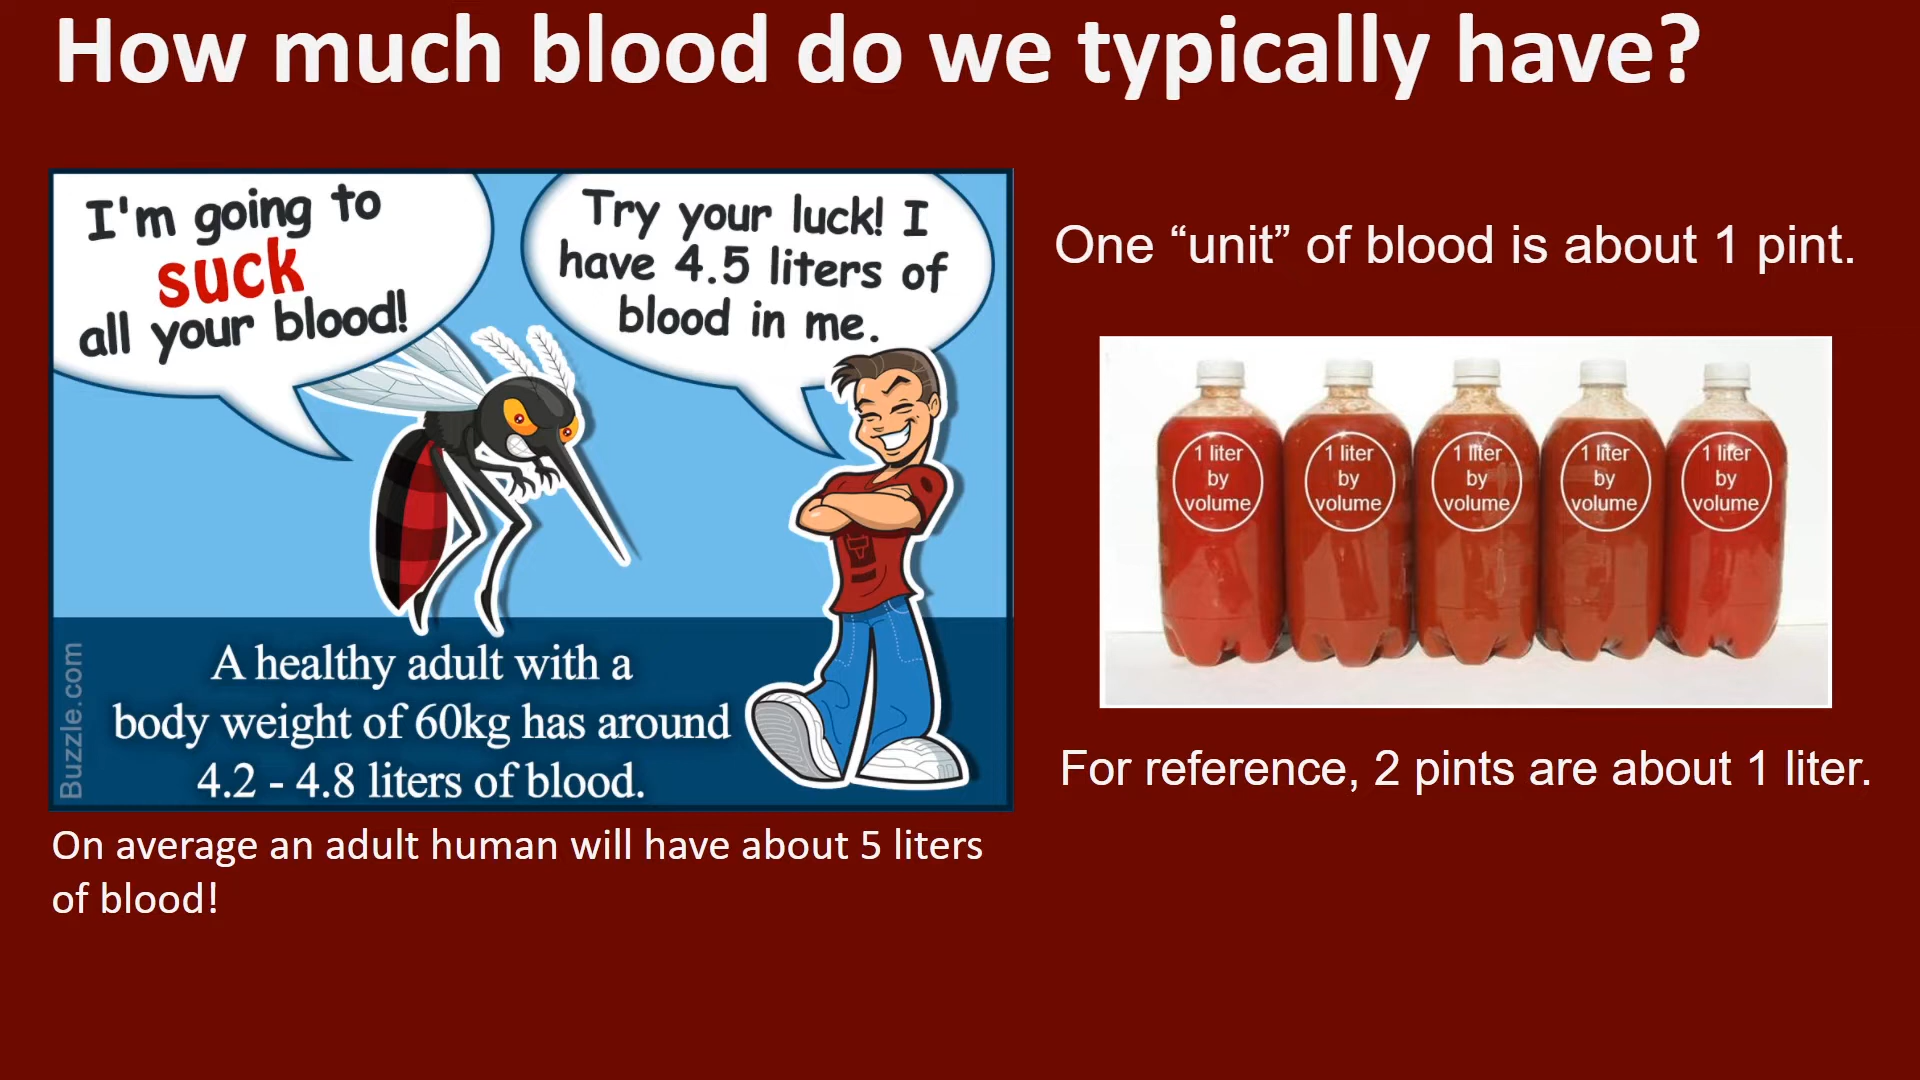 How much blood do we typically have?
I'm going to
suck
all your blood!
Try your luck! I
have 4.5 liters of
blood in me.
A healthy adult with a
body weight of 60kg has around
4.2 - 4.8 liters of blood.
Buzzle.com
On average an adult human will have about 5 liters
of blood!
One “unit” of blood is about 1 pint.
1 liter
by
volume
1 liter
by
volume
1 liter
by
volume
1 liter
by
volume
1 liter
by
volume
For reference, 2 pints are about 1 liter.